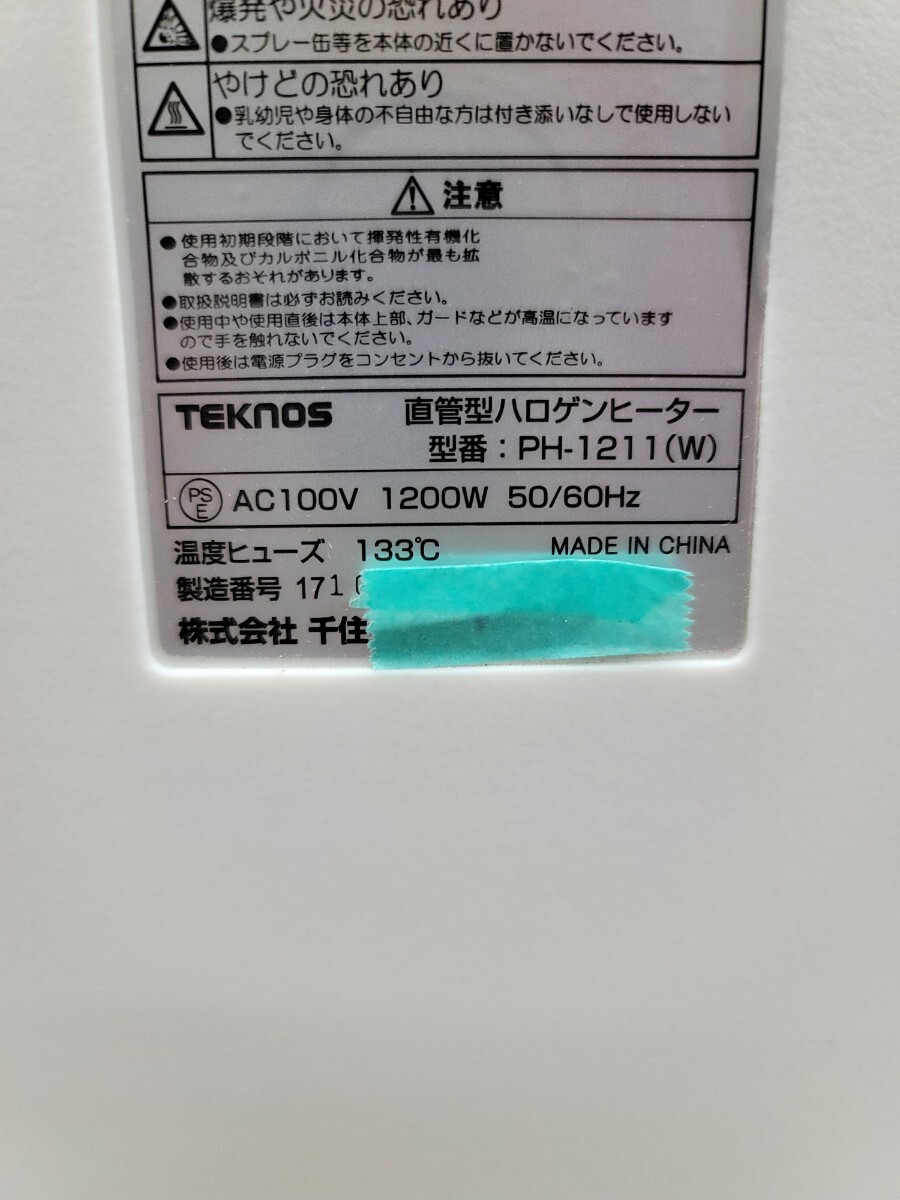 爆発や火災の恐れあり
●スプレー缶等を本体の近くに置かないでください。
やけどの恐れあり
●乳幼児や身体の不自由な方は付き添いなしで使用しない
でください。
注意
●使用初期段階において揮発性有機化
合物及びカルボニル化合物が最も拡
散するおそれがあります。
●取扱説明書は必ずお読みください。
●使用中や使用直後は本体上部、ガードなどが高温になっています
ので手を触れないでください。
●使用後は電源プラグをコンセントから抜いてください。
TEKNOS 直管型ハロゲンヒーター
型番：PH-1211(W)
PSE AC100V 1200W 50/60Hz
温度ヒューズ 133℃ MADE IN CHINA
製造番号 171
株式会社 千住